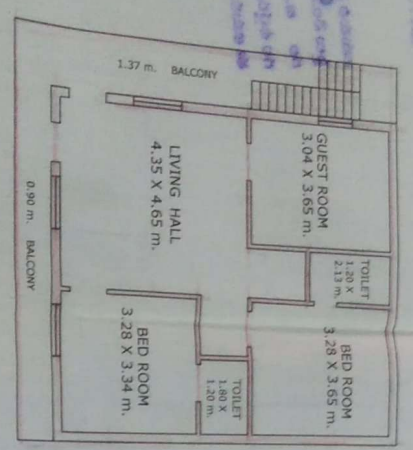 1.37 m. BALCONY
GUEST ROOM
3.04 X 3.65 m.
LIVING HALL
4.35 X 4.65 m.
TOILET
1.20 X
2.13 m.
0.90 m. BALCONY
BED ROOM
3.28 X 3.65 m.
BED ROOM
3.28 X 3.34 m.
TOILET
1.80 X
1.20 m.